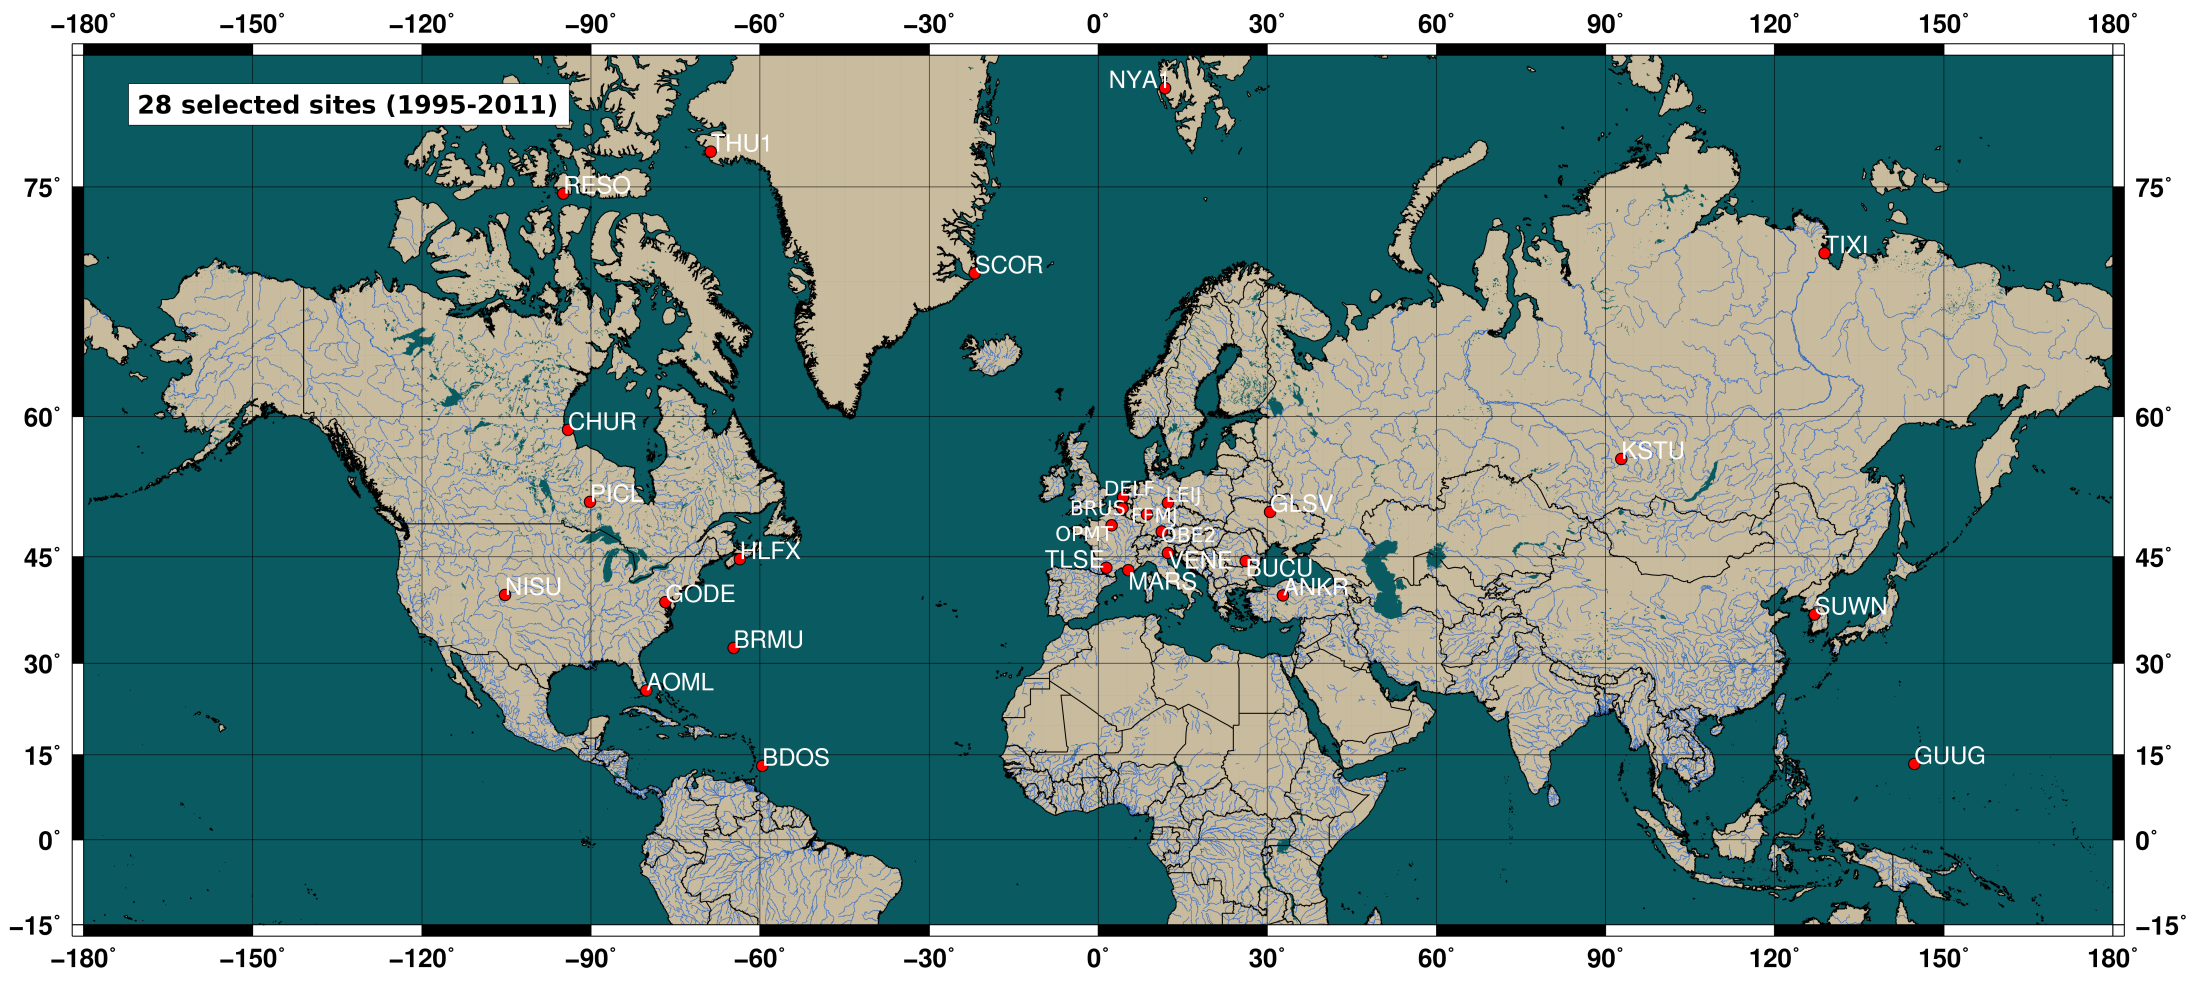 −180˚ −150˚ −120˚ −90˚ −60˚ −30˚ 0˚ 30˚ 60˚ 90˚ 120˚ 150˚ 180˚
28 selected sites (1995-2011)
NYA1
THU1
75˚ RESO 75˚
TIXI
SCOR
60˚ CHUR 60˚
KSTU
PICL DELF LEIJ GLSV
BRUS FFMJ
OPMT OBE2
HLFX
45˚ TLSE VENE BUCU 45˚
MARS
NISU GODE ANKR
SUWN
BRMU
30˚ 30˚
AOML
15˚ BDOS GUUG 15˚
0˚ 0˚
−15˚ −15˚
−180˚ −150˚ −120˚ −90˚ −60˚ −30˚ 0˚ 30˚ 60˚ 90˚ 120˚ 150˚ 180˚